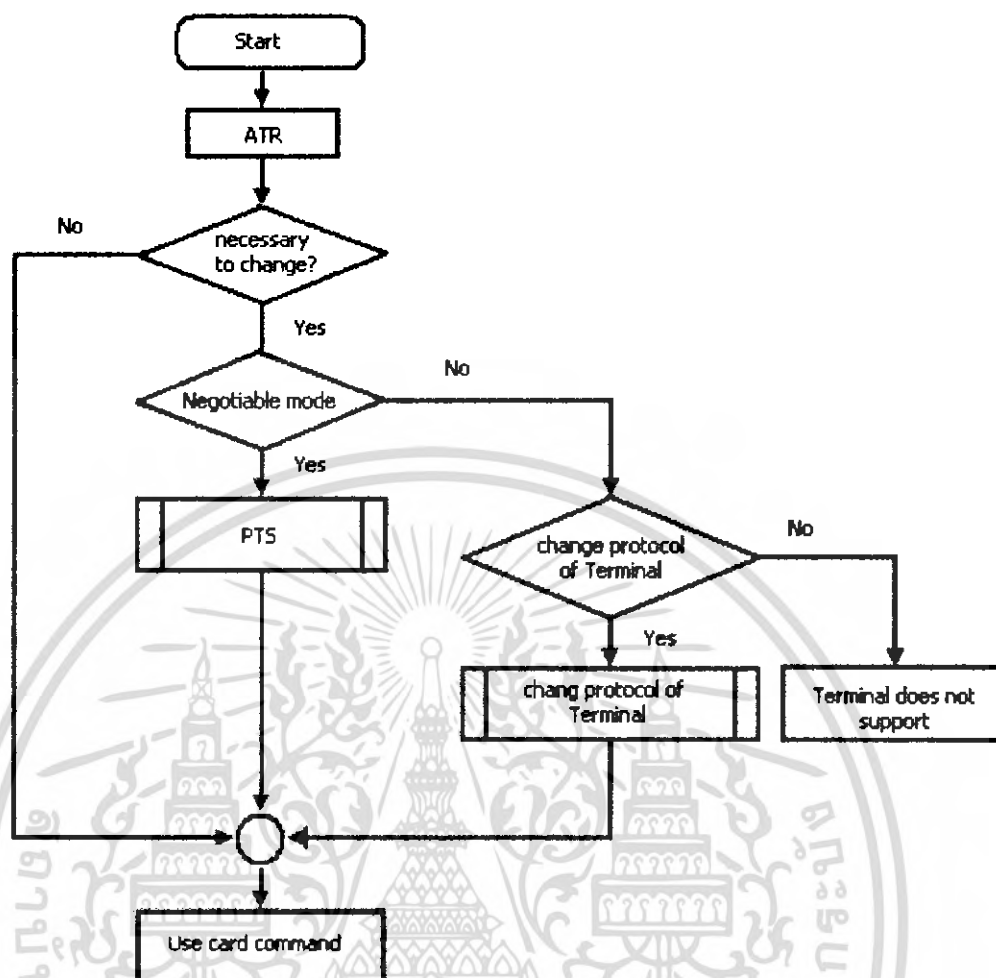 Start
ATR
No
necessary
to change?
Yes
Negotiable mode
No
Yes
PTS
change protocol
of Terminal
No
Yes
chang protocol of
Terminal
Terminal does not
support
Use card command